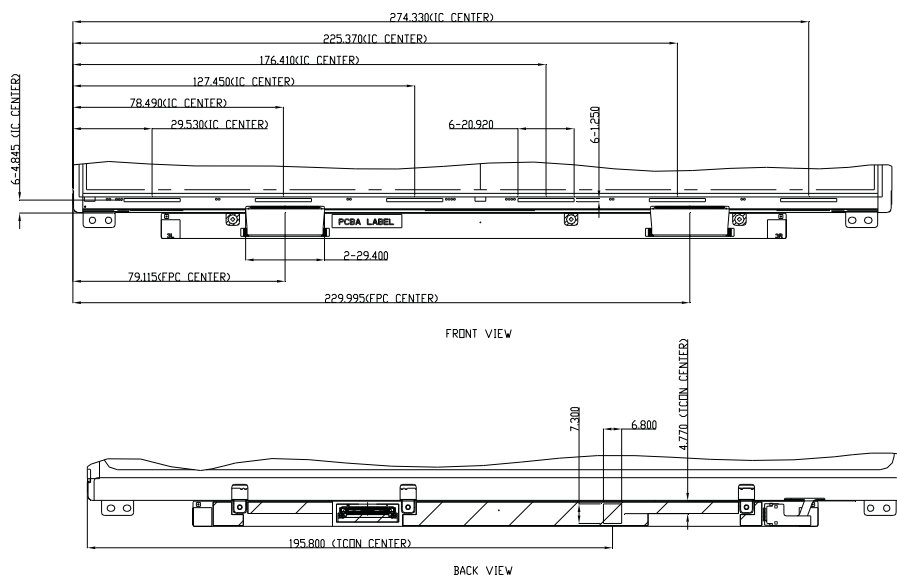 274.330(IC CENTER)
225.370(IC CENTER)
176.410(IC CENTER)
127.450(IC CENTER)
78.490(IC CENTER)
29.530(IC CENTER)
6-20.920
6-1.250
6-4.845 (IC CENTER)
PCBA LABEL
3L
3R
2-29.400
79.115(FPC CENTER)
229.995(FPC CENTER)
FRONT VIEW
7.300
6.800
4.770 (TCON CENTER)
195.800 (TCON CENTER)
BACK VIEW